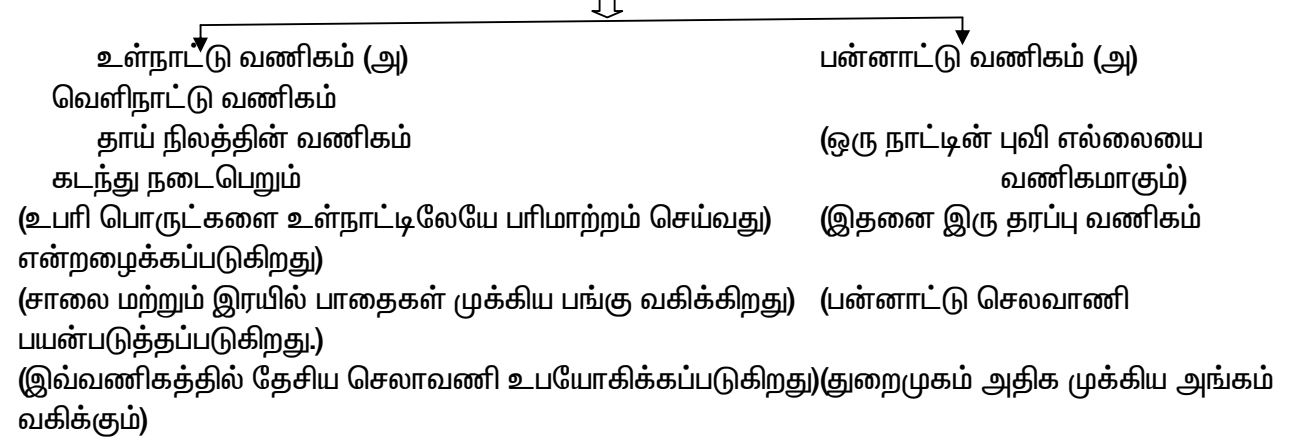 உள்நாட்டு வணிகம் (அ) பன்னாட்டு வணிகம் (அ)
வெளிநாட்டு வணிகம்
தாய் நிலத்தின் வணிகம் (ஒரு நாட்டின் புவி எல்லையை
கடந்து நடைபெறும் வணிகமாகும்)
(உபரி பொருட்களை உள்நாட்டிலேயே பரிமாற்றம் செய்வது) (இதனை இரு தரப்பு வணிகம்
என்றழைக்கப்படுகிறது)
(சாலை மற்றும் இரயில் பாதைகள் முக்கிய பங்கு வகிக்கிறது) (பன்னாட்டு செலவாணி
பயன்படுத்தப்படுகிறது.)
(இவ்வணிகத்தில் தேசிய செலாவணி உபயோகிக்கப்படுகிறது)(துறைமுகம் அதிக முக்கிய அங்கம்
வகிக்கும்)